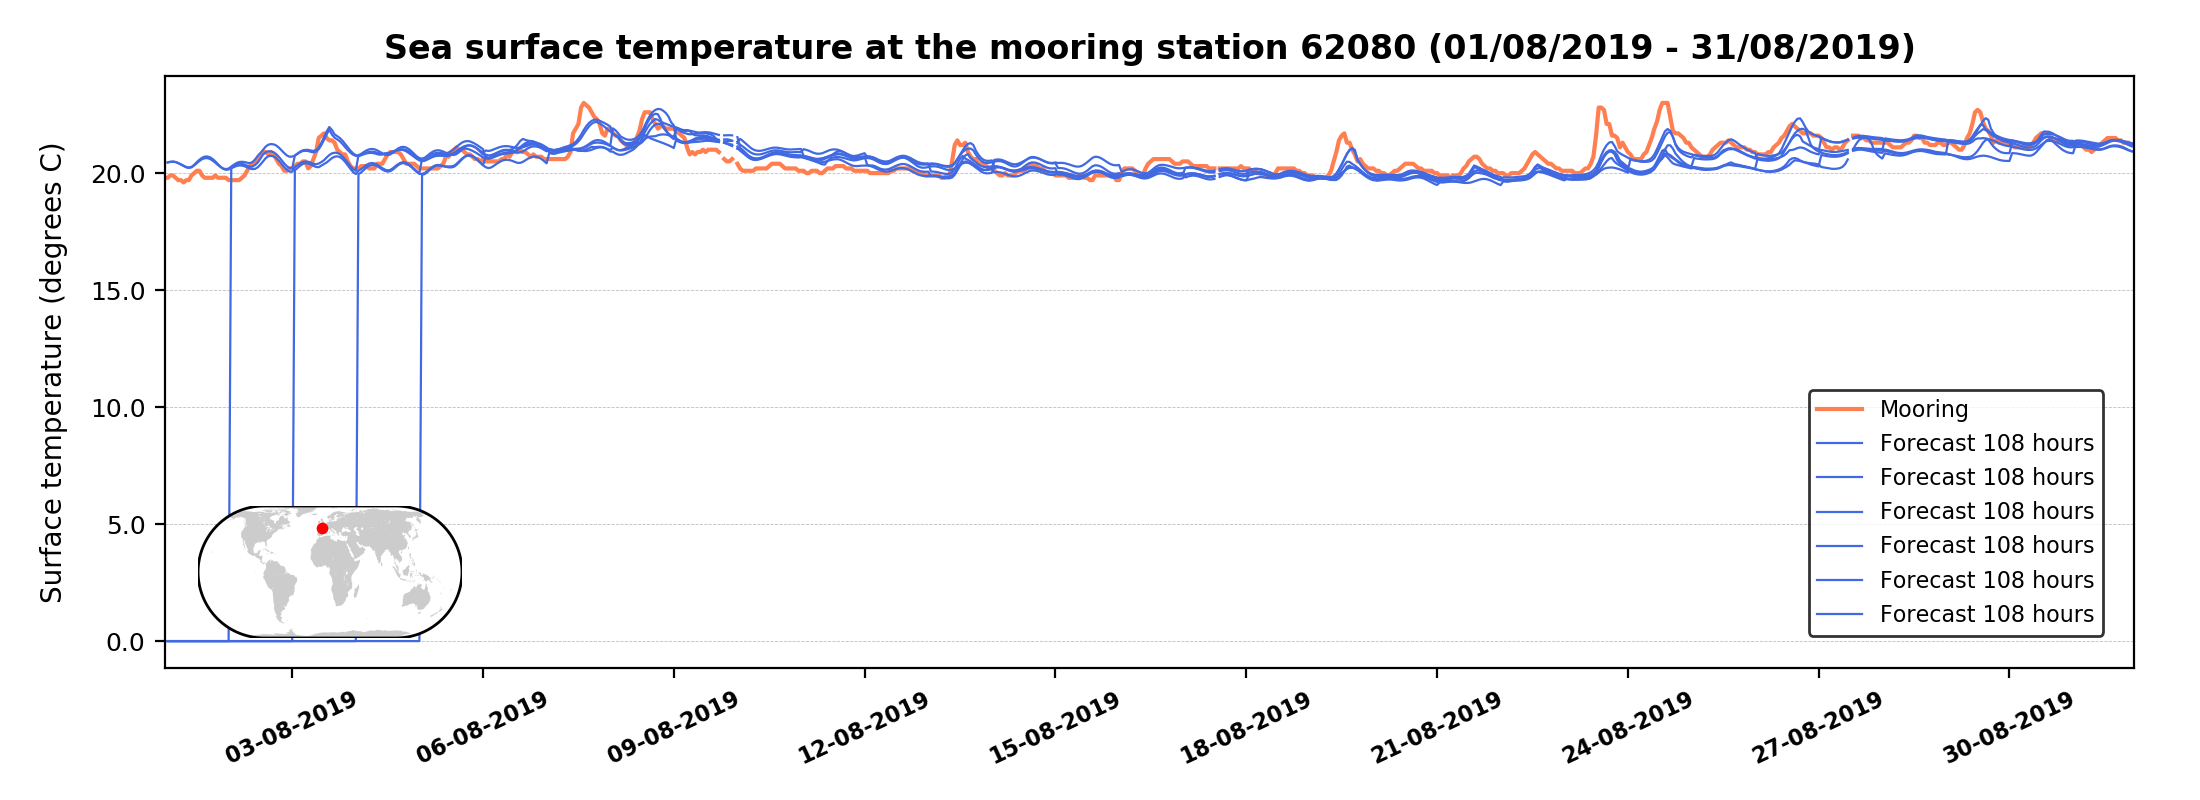 Sea surface temperature at the mooring station 62080 (01/08/2019 - 31/08/2019)
Surface temperature (degrees C)
20.0
15.0
10.0
5.0
0.0
Mooring
Forecast 108 hours
Forecast 108 hours
Forecast 108 hours
Forecast 108 hours
Forecast 108 hours
Forecast 108 hours
03-08-2019
06-08-2019
09-08-2019
12-08-2019
15-08-2019
18-08-2019
21-08-2019
24-08-2019
27-08-2019
30-08-2019